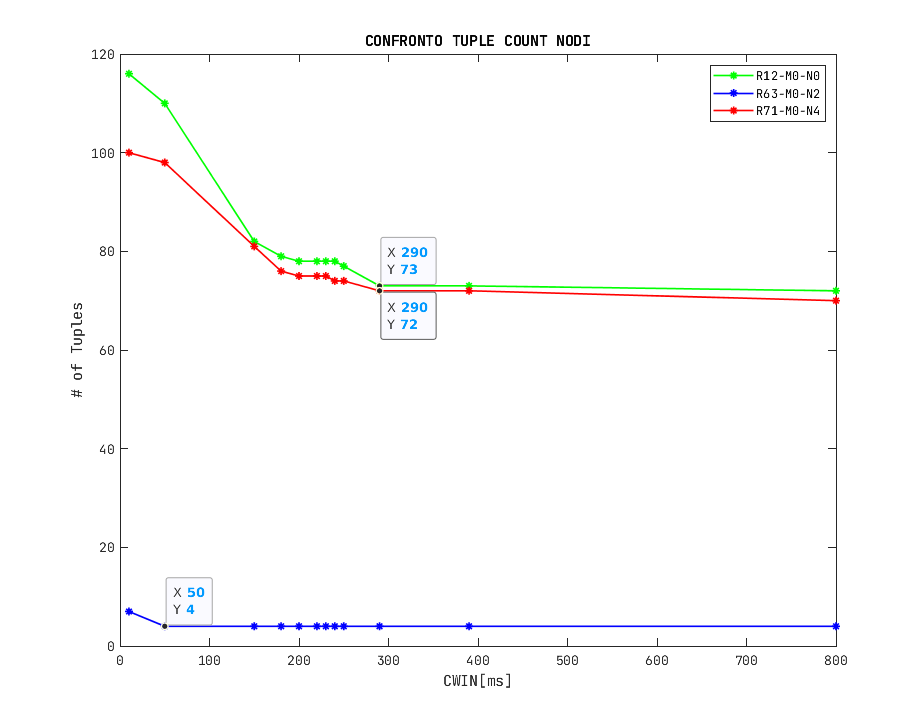 CONFRONTO TUPLE COUNT NODI
120
100
80
60
40
20
0
# of Tuples
R12-M0-N0
R63-M0-N2
R71-M0-N4
X 290
Y 73
X 290
Y 72
X 50
Y 4
0 100 200 300 400 500 600 700 800
CWIN[ms]